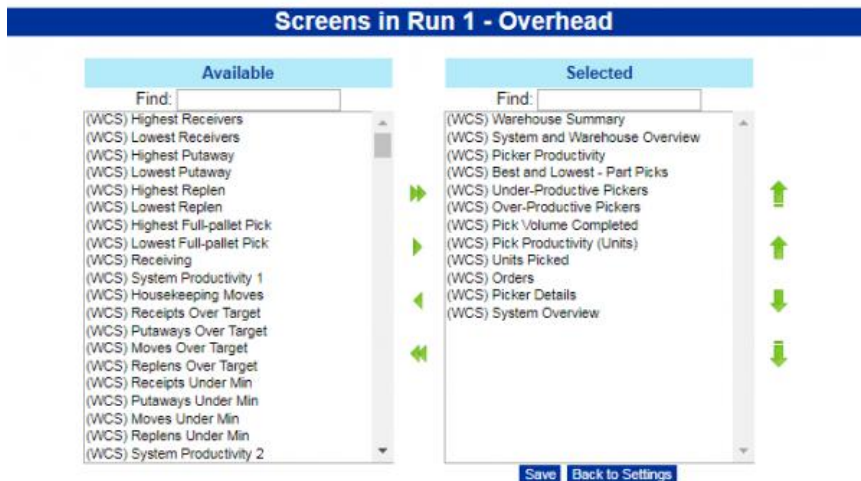 Screens in Run 1 - Overhead
Available
Find:
(WCS) Highest Receivers
(WCS) Lowest Receivers
(WCS) Highest Putaway
(WCS) Lowest Putaway
(WCS) Highest Replen
(WCS) Lowest Replen
(WCS) Highest Full-pallet Pick
(WCS) Lowest Full-pallet Pick
(WCS) Receiving
(WCS) System Productivity 1
(WCS) Housekeeping Moves
(WCS) Receipts Over Target
(WCS) Putaways Over Target
(WCS) Moves Over Target
(WCS) Replens Over Target
(WCS) Receipts Under Min
(WCS) Putaways Under Min
(WCS) Moves Under Min
(WCS) Replens Under Min
(WCS) System Productivity 2
Selected
Find:
(WCS) Warehouse Summary
(WCS) System and Warehouse Overview
(WCS) Picker Productivity
(WCS) Best and Lowest - Part Picks
(WCS) Under-Productive Pickers
(WCS) Over-Productive Pickers
(WCS) Pick Volume Completed
(WCS) Pick Productivity (Units)
(WCS) Units Picked
(WCS) Orders
(WCS) Picker Details
(WCS) System Overview
Save Back to Settings